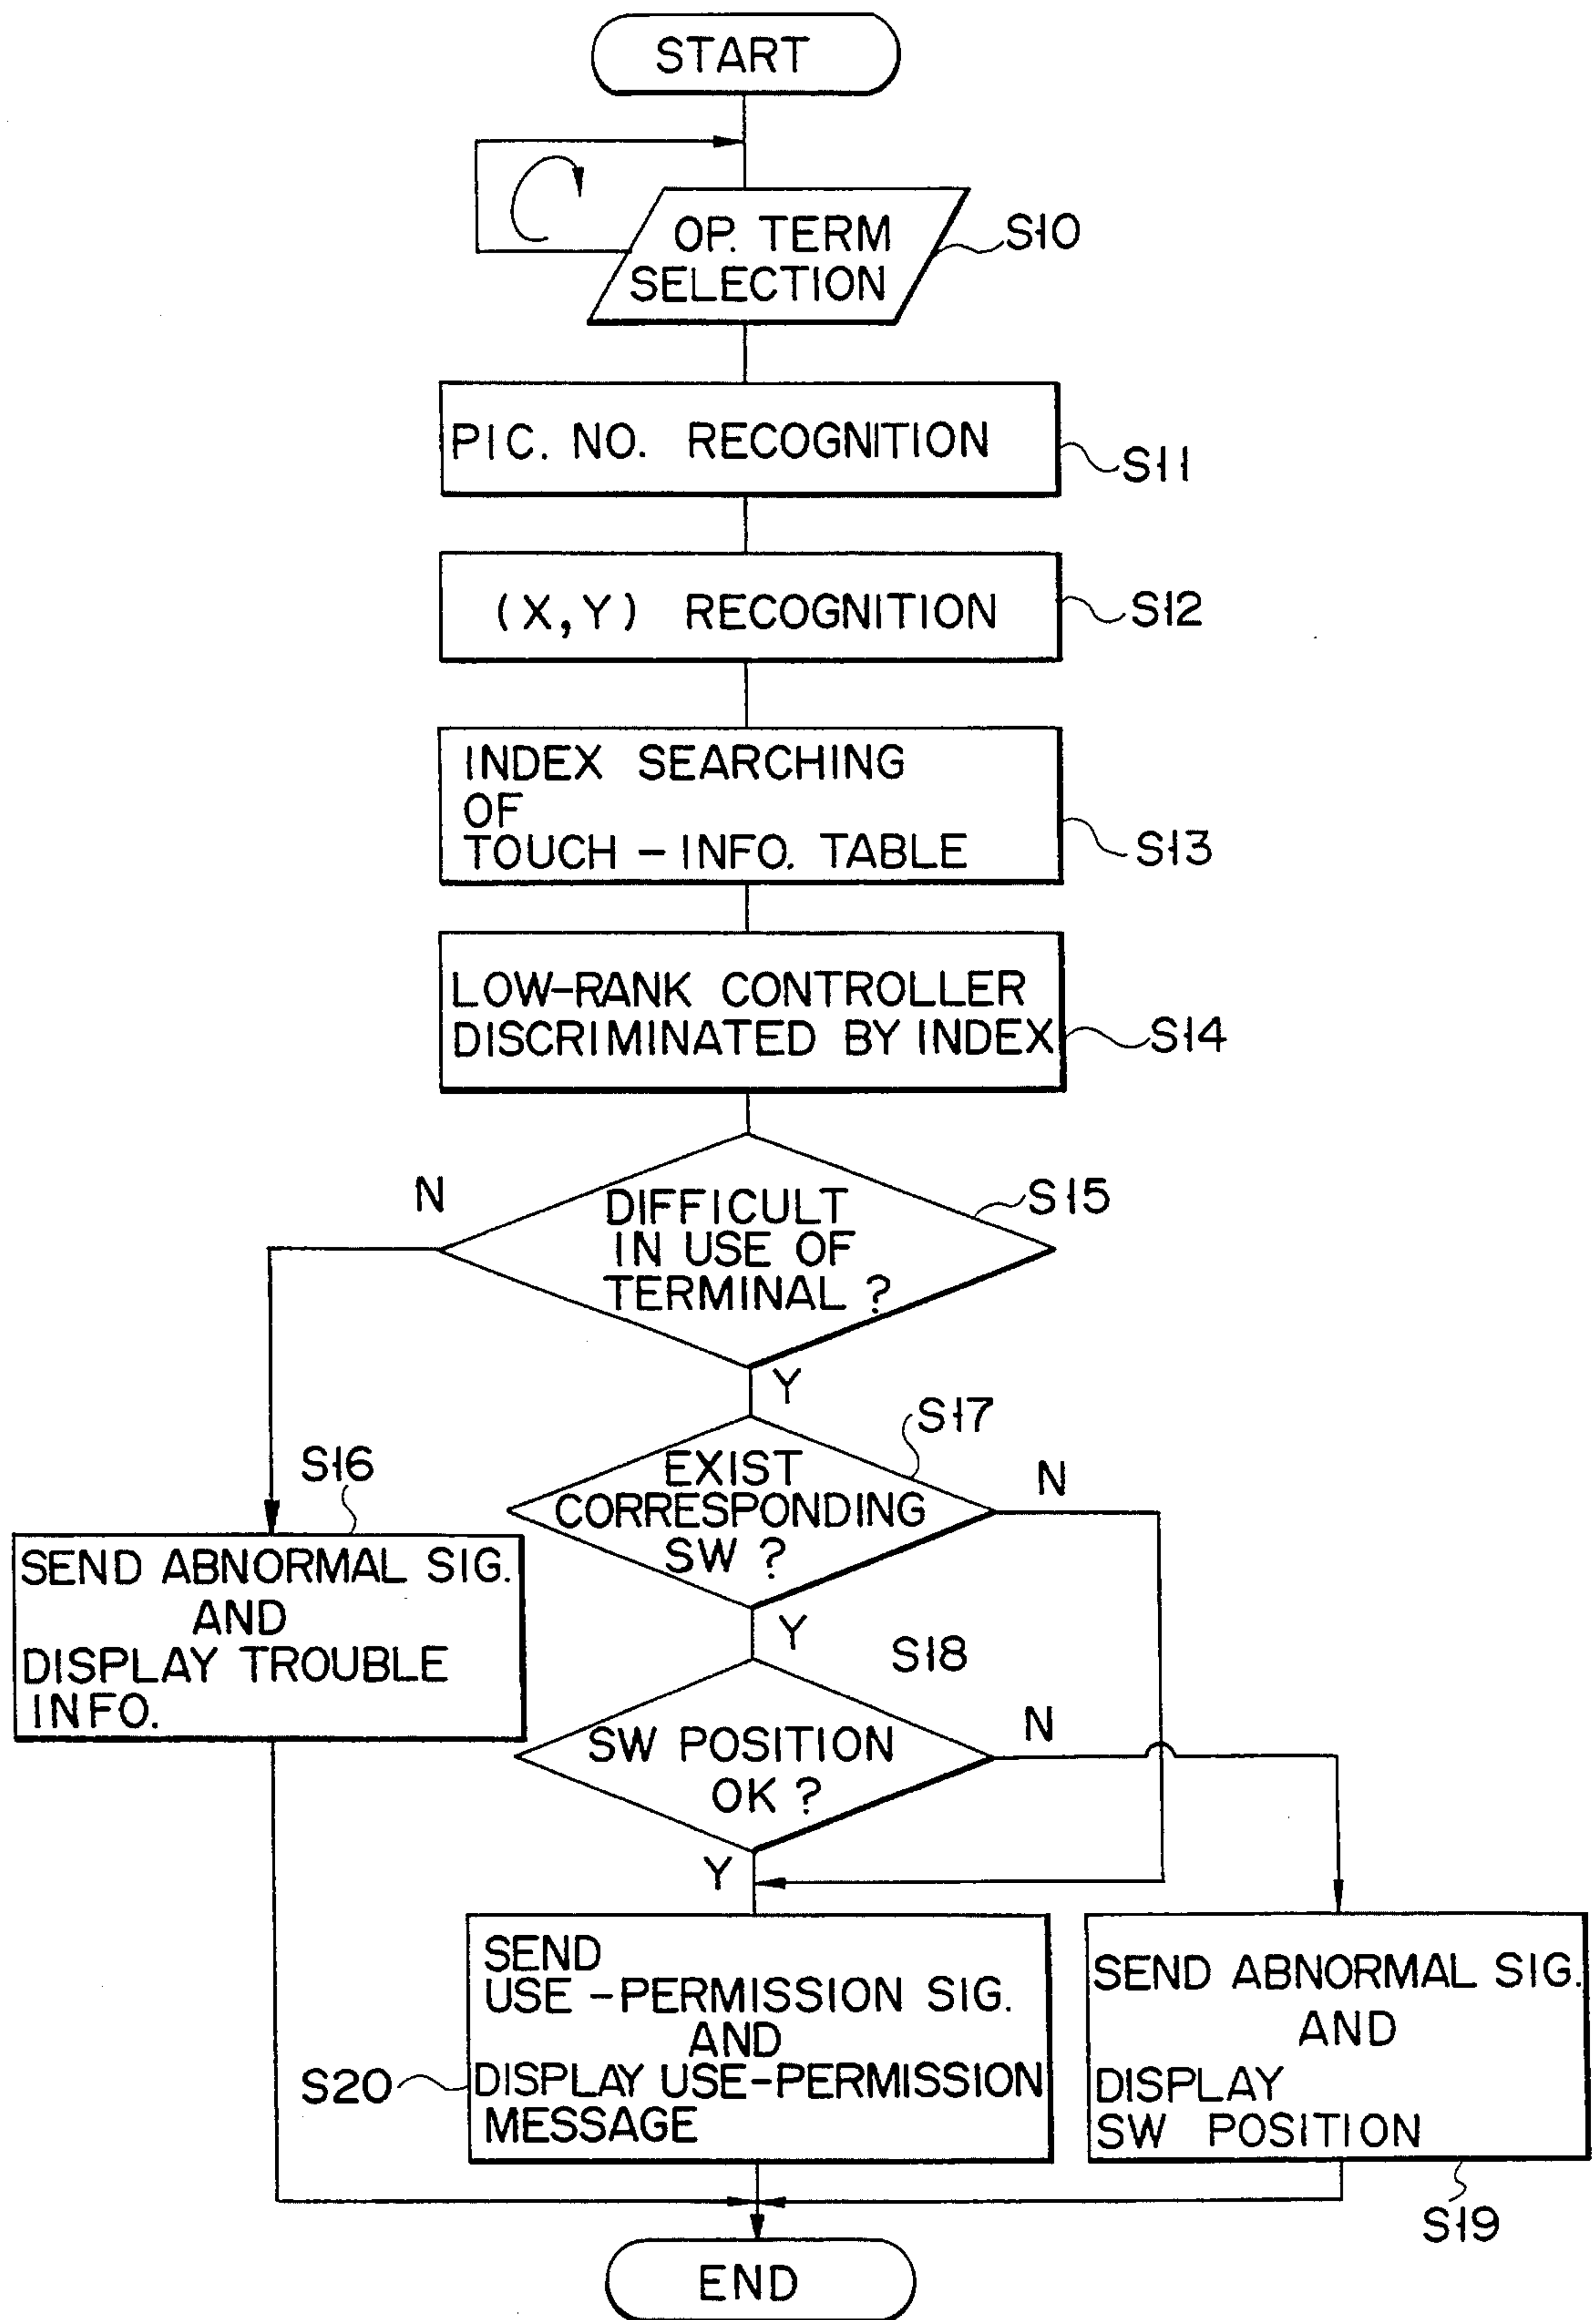 START
OP. TERM
SELECTION
S10
PIC. NO. RECOGNITION
S11
(X,Y) RECOGNITION
S12
INDEX SEARCHING
OF
TOUCH-INFO. TABLE
S13
LOW-RANK CONTROLLER
DISCRIMINATED BY INDEX
S14
N
DIFFICULT
IN USE OF
TERMINAL ?
S15
Y
S16
SEND ABNORMAL SIG.
AND
DISPLAY TROUBLE
INFO.
S17
EXIST
CORRESPONDING
SW ?
N
Y
S18
SW POSITION
OK ?
N
Y
SEND
USE-PERMISSION SIG.
AND
DISPLAY USE-PERMISSION
MESSAGE
S20
SEND ABNORMAL SIG.
AND
DISPLAY
SW POSITION
S19
END